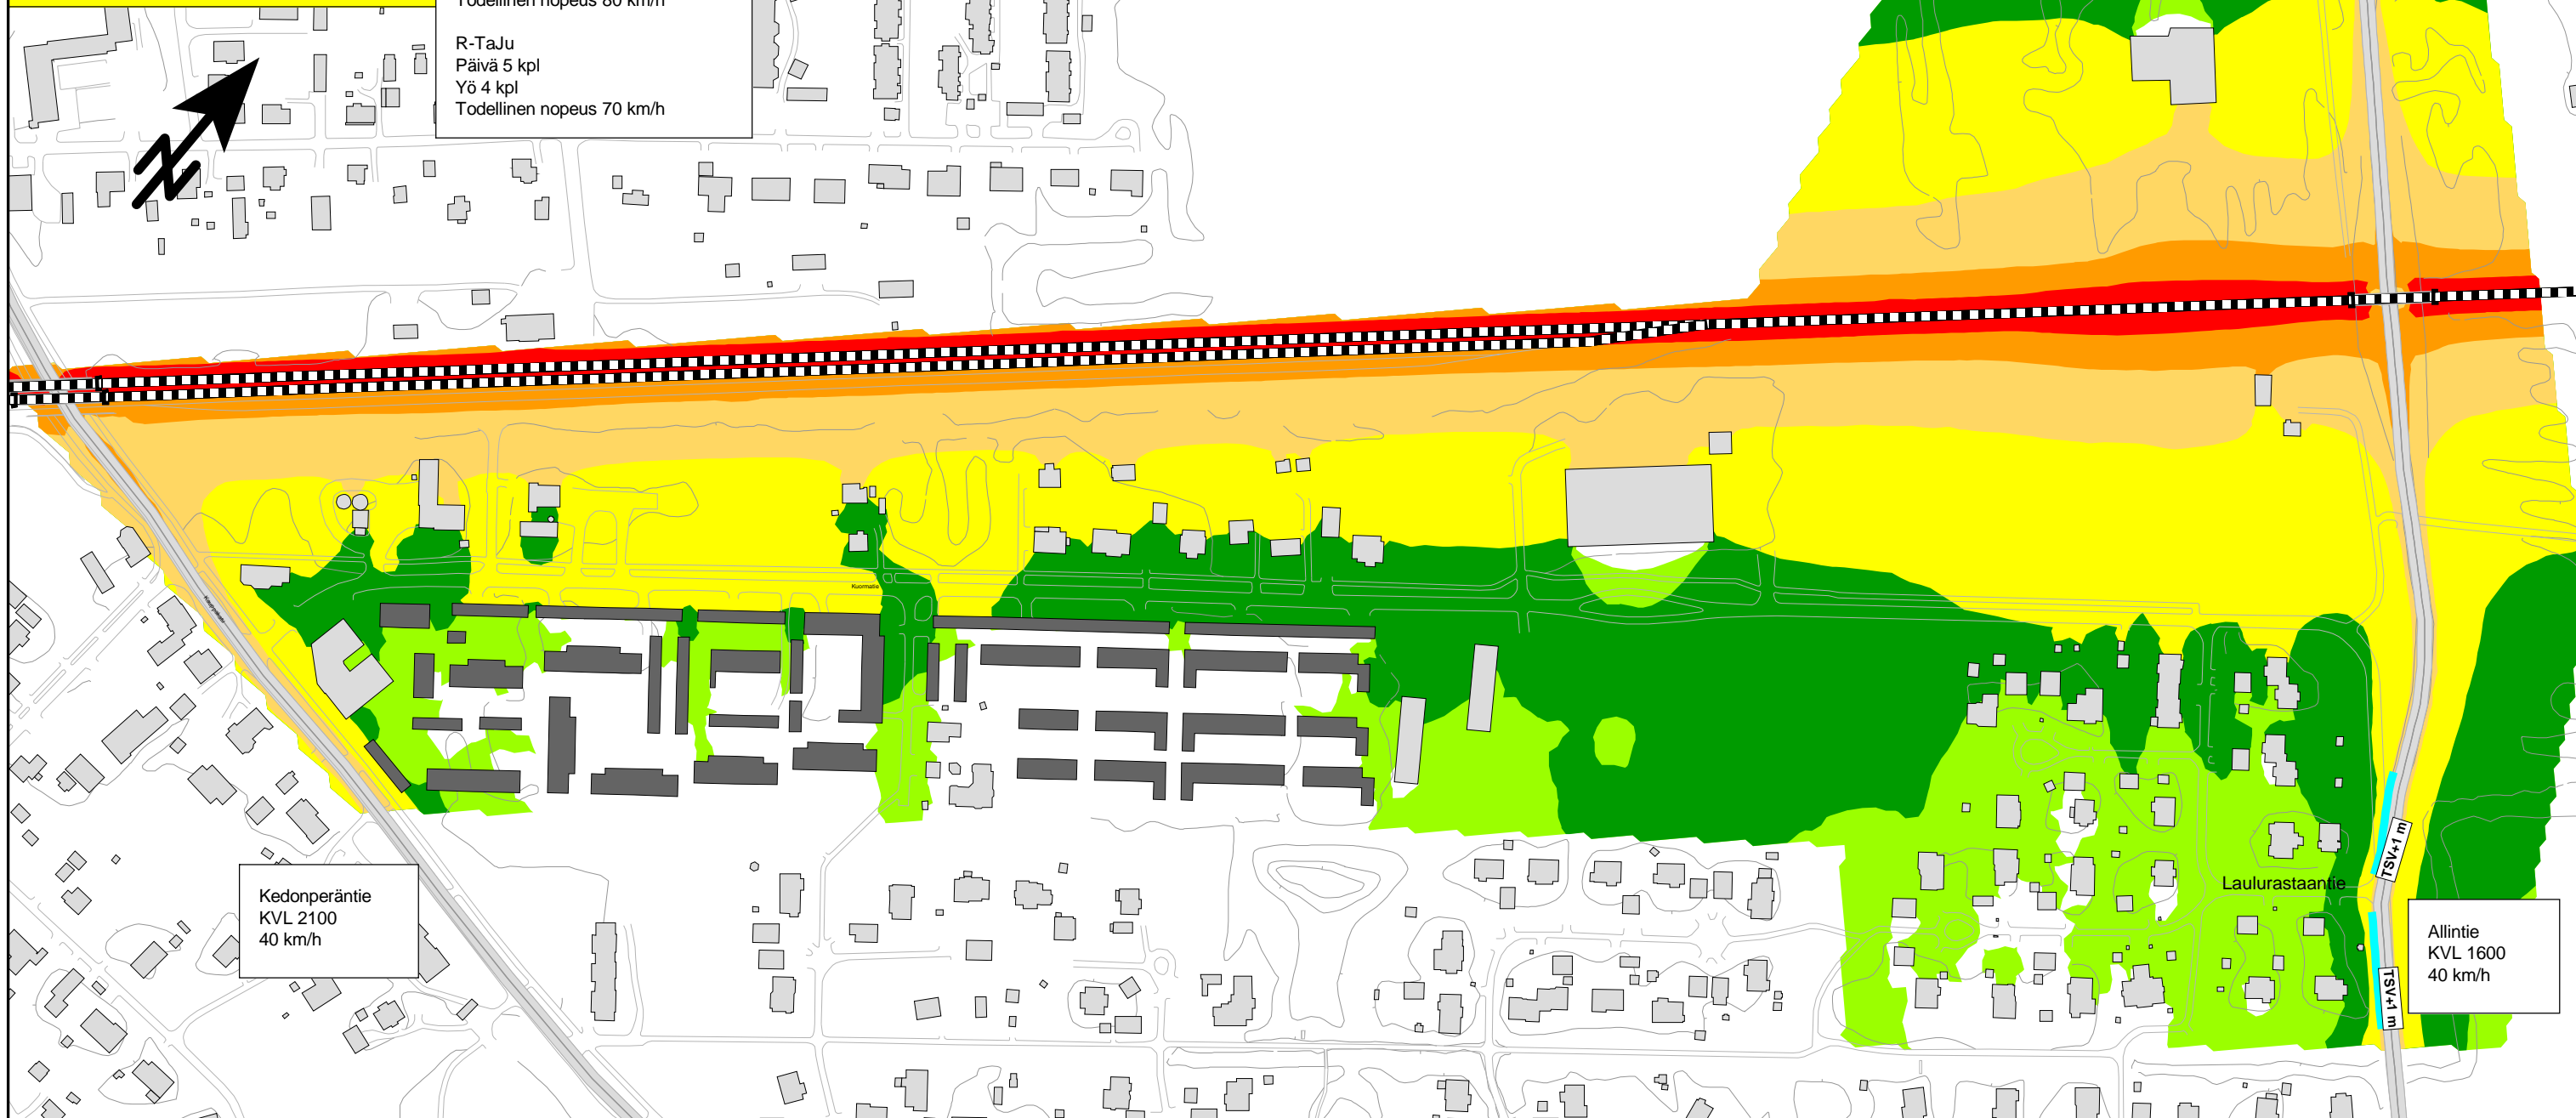 Todellinen nopeus 80 km/h
R-TaJu
Päivä 5 kpl
Yö 4 kpl
Todellinen nopeus 70 km/h
Kuormatie
Kedonperäntie
KVL 2100
40 km/h
Laulurastaantie
TSV+1 m
TSV+1 m
Allintie
KVL 1600
40 km/h